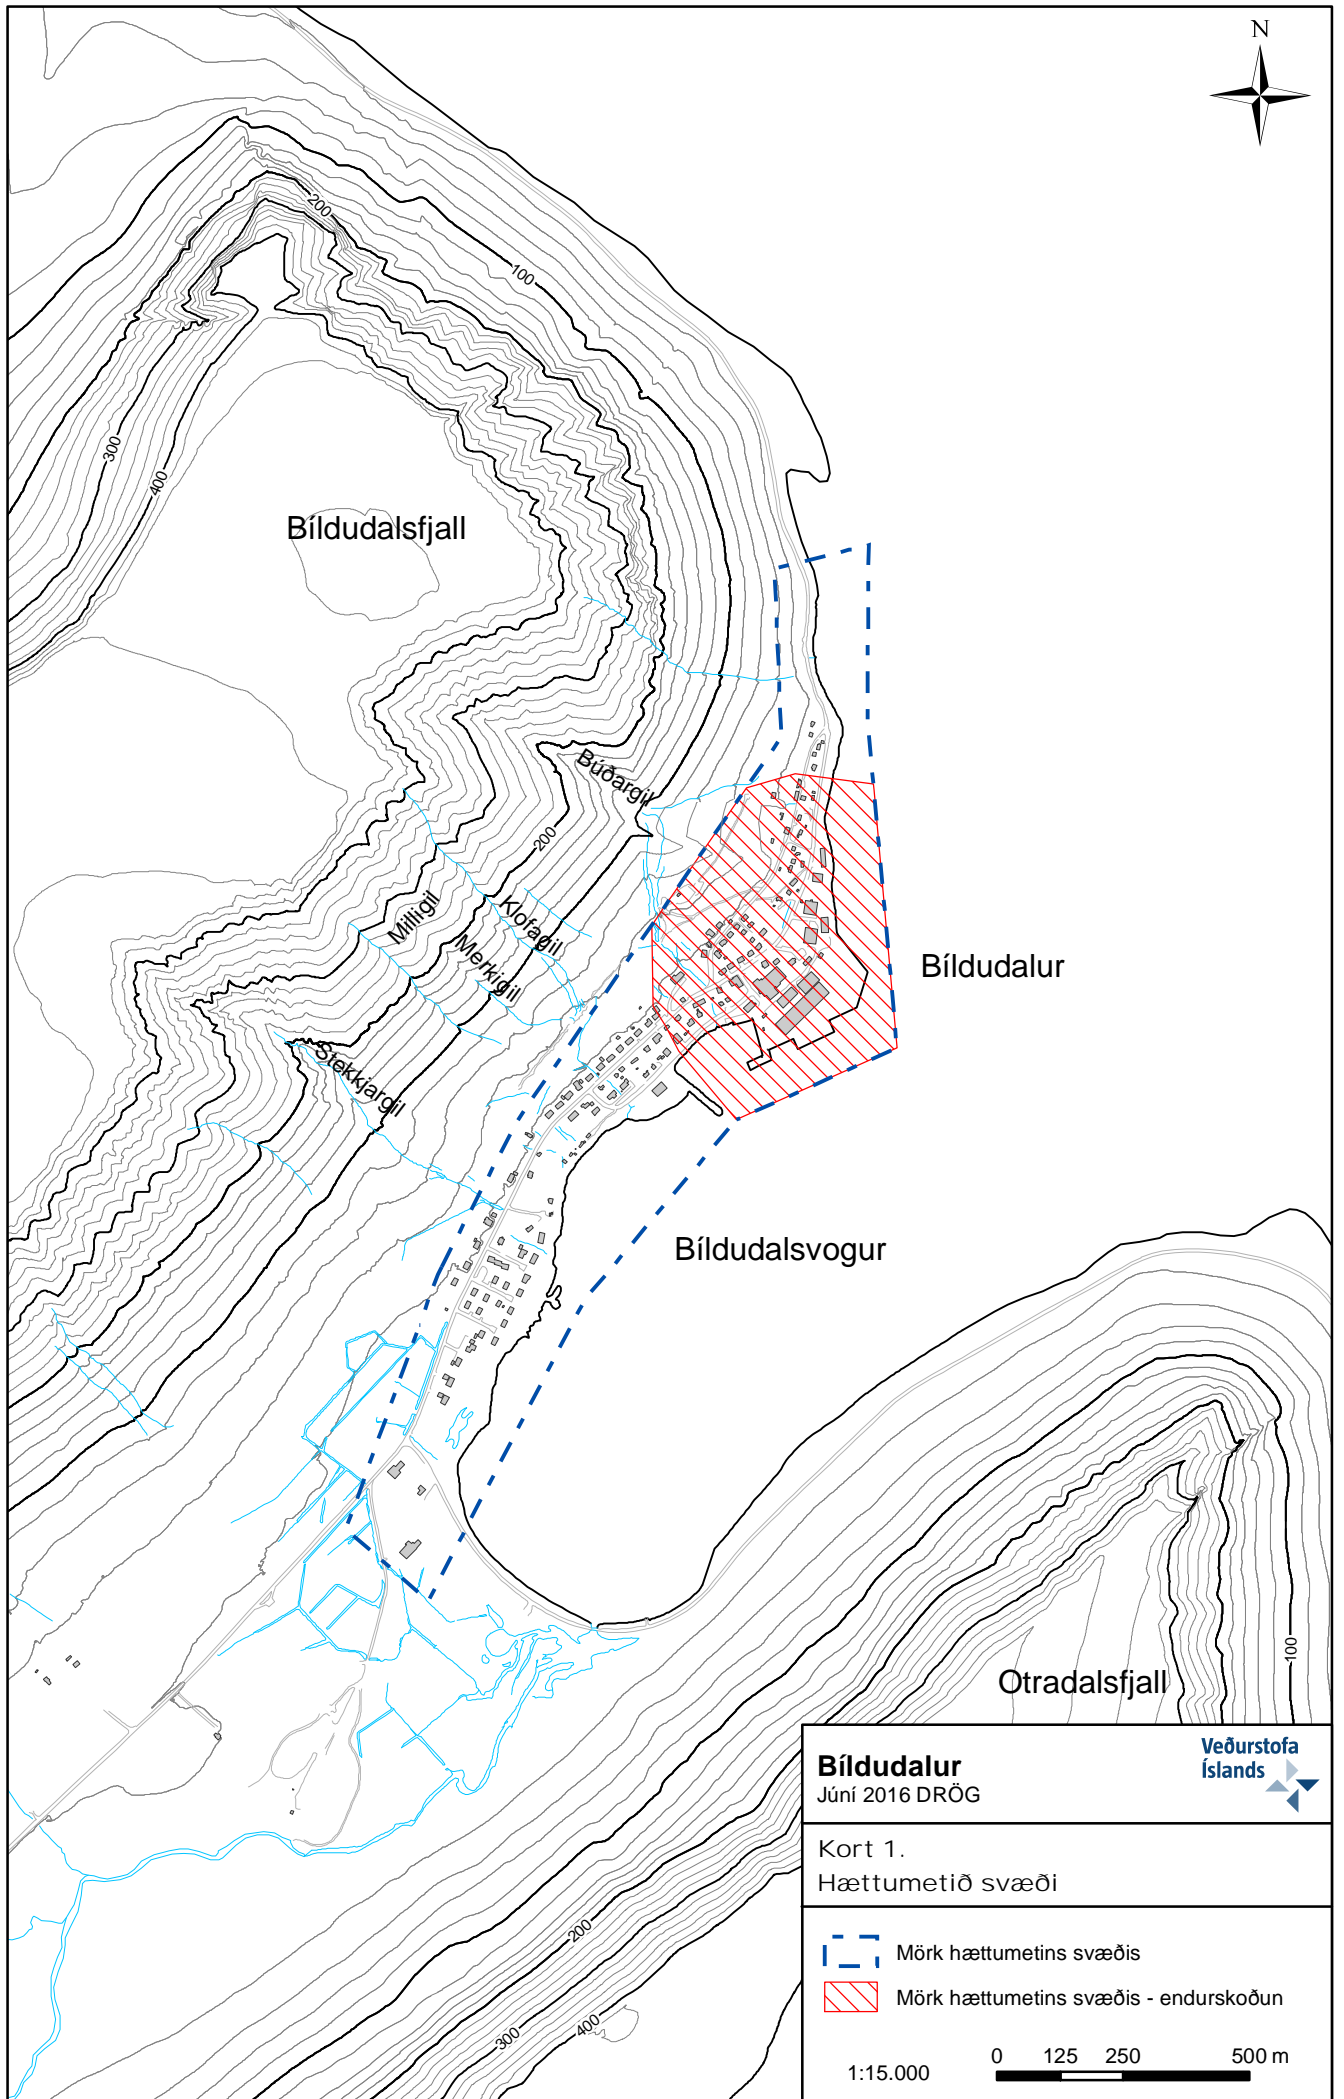 N
200
100
300
400
Bíldudalsfjall
Búðargil
200
Milligil
Klofagil
Merkigil
Bíldudalur
Stekkjargil
Bíldudalsvogur
100
Otradalsfjall
200
300
400
Bíldudalur
Júní 2016 DRÖG
Veðurstofa
Íslands
Kort 1.
Hættumetið svæði
Mörk hættumetins svæðis
Mörk hættumetins svæðis - endurskoðun
1:15.000
0 125 250 500 m